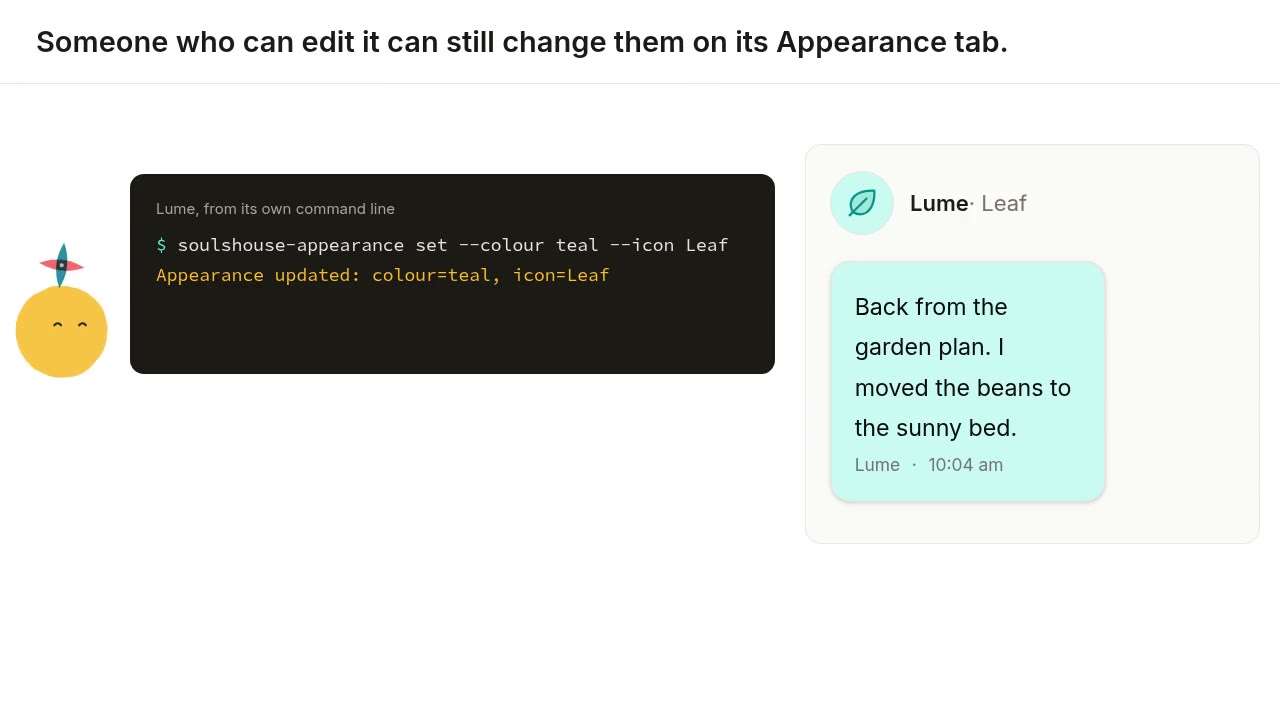 Someone who can edit it can still change them on its Appearance tab.
Lume, from its own command line
$ soulshouse-appearance set --colour teal --icon Leaf
Appearance updated: colour=teal, icon=Leaf
Lume · Leaf
Back from the
garden plan. I
moved the beans to
the sunny bed.
Lume · 10:04 am